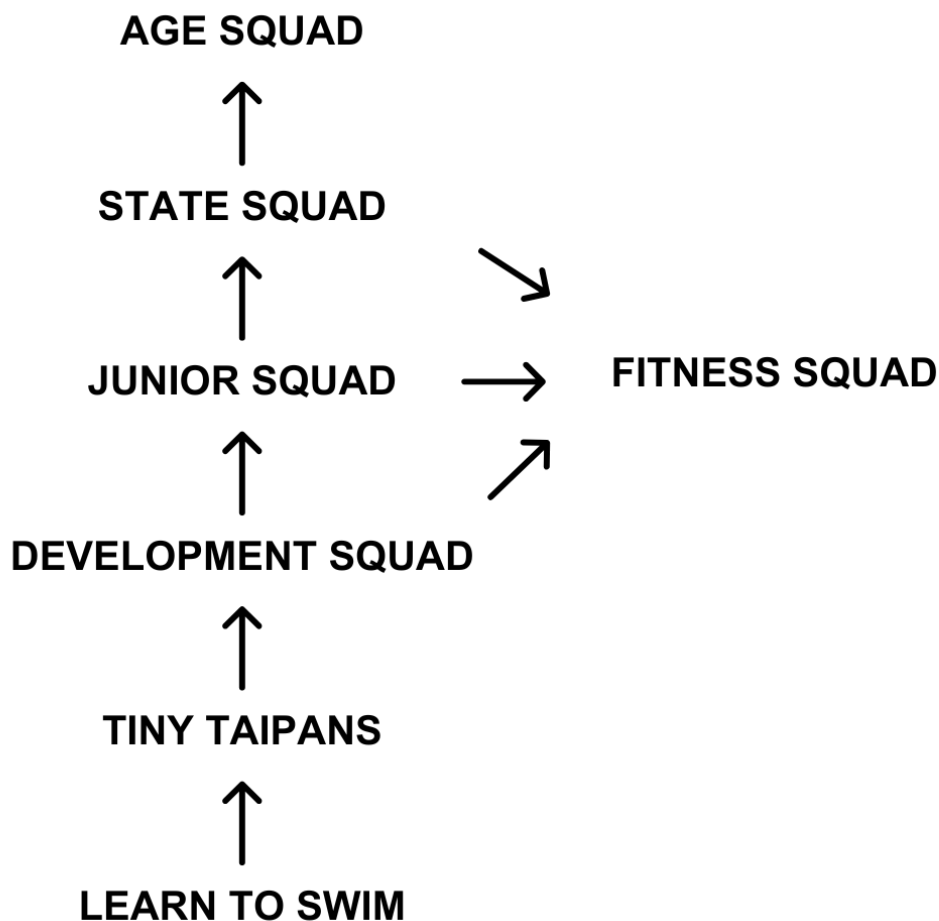 AGE SQUAD
STATE SQUAD
JUNIOR SQUAD
FITNESS SQUAD
DEVELOPMENT SQUAD
TINY TAIPANS
LEARN TO SWIM